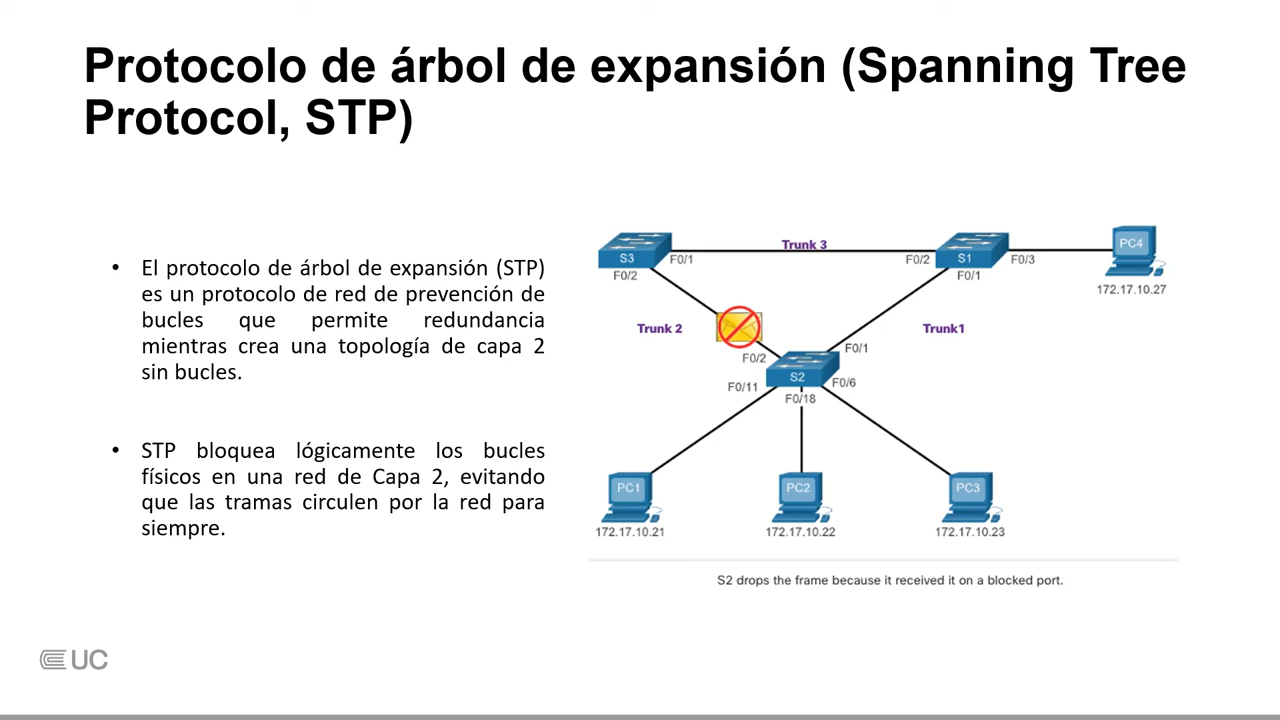 Protocolo de árbol de expansión (Spanning Tree
Protocol, STP)
• El protocolo de árbol de expansión (STP)
es un protocolo de red de prevención de
bucles que permite redundancia
mientras crea una topología de capa 2
sin bucles.
• STP bloquea lógicamente los bucles
físicos en una red de Capa 2, evitando
que las tramas circulen por la red para
siempre.
S3
F0/1
F0/2
Trunk 3
F0/2
S1
F0/3
F0/1
PC4
172.17.10.27
Trunk 2
Trunk1
F0/2
F0/1
S2
F0/11
F0/6
F0/18
PC1
172.17.10.21
PC2
172.17.10.22
PC3
172.17.10.23
S2 drops the frame because it received it on a blocked port.
UC